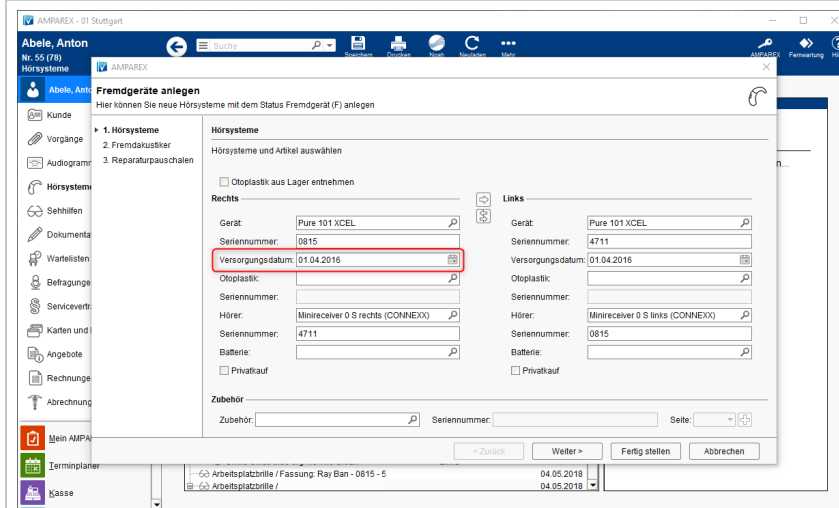 AMPAREX - 01 Stuttgart
Abele, Anton
Nr. 55 (78)
Hörsysteme
Suche
Speichern Drucken Noah Neuladen Mehr
AMPAREX Fernwartung
AMPAREX
Fremdgeräte anlegen
Hier können Sie neue Hörsysteme mit dem Status Fremdgerät (F) anlegen
1. Hörsysteme
2. Fremdakustiker
3. Reparaturpauschalen
Abele, Anto
Kunde
Vorgänge
Audiogramm
Hörsysteme
Sehhilfen
Dokumenta
Wartelisten
Befragunge
Servicevertr
Karten und
Angebote
Rechnunge
Abrechnung
Mein AMPA
Terminplaner
Kasse
Hörsysteme
Hörsysteme und Artikel auswählen
Otoplastik aus Lager entnehmen
Rechts
Gerät: Pure 101 XCEL
Seriennummer: 0815
Versorgungsdatum: 01.04.2016
Otoplastik:
Seriennummer:
Hörer: Minireceiver 0 S rechts (CONNEXX)
Seriennummer: 4711
Batterie:
Privatkauf
Links
Gerät: Pure 101 XCEL
Seriennummer: 4711
Versorgungsdatum: 01.04.2016
Otoplastik:
Seriennummer:
Hörer: Minireceiver 0 S links (CONNEXX)
Seriennummer: 0815
Batterie:
Privatkauf
Zubehör
Zubehör: Seriennummer: Seite:
< Zurück Weiter > Fertig stellen Abbrechen
Arbeitsplatzbrille / Fassung: Ray Ban - 0815 - 5 04.05.2018
Arbeitsplatzbrille / 04.05.2018